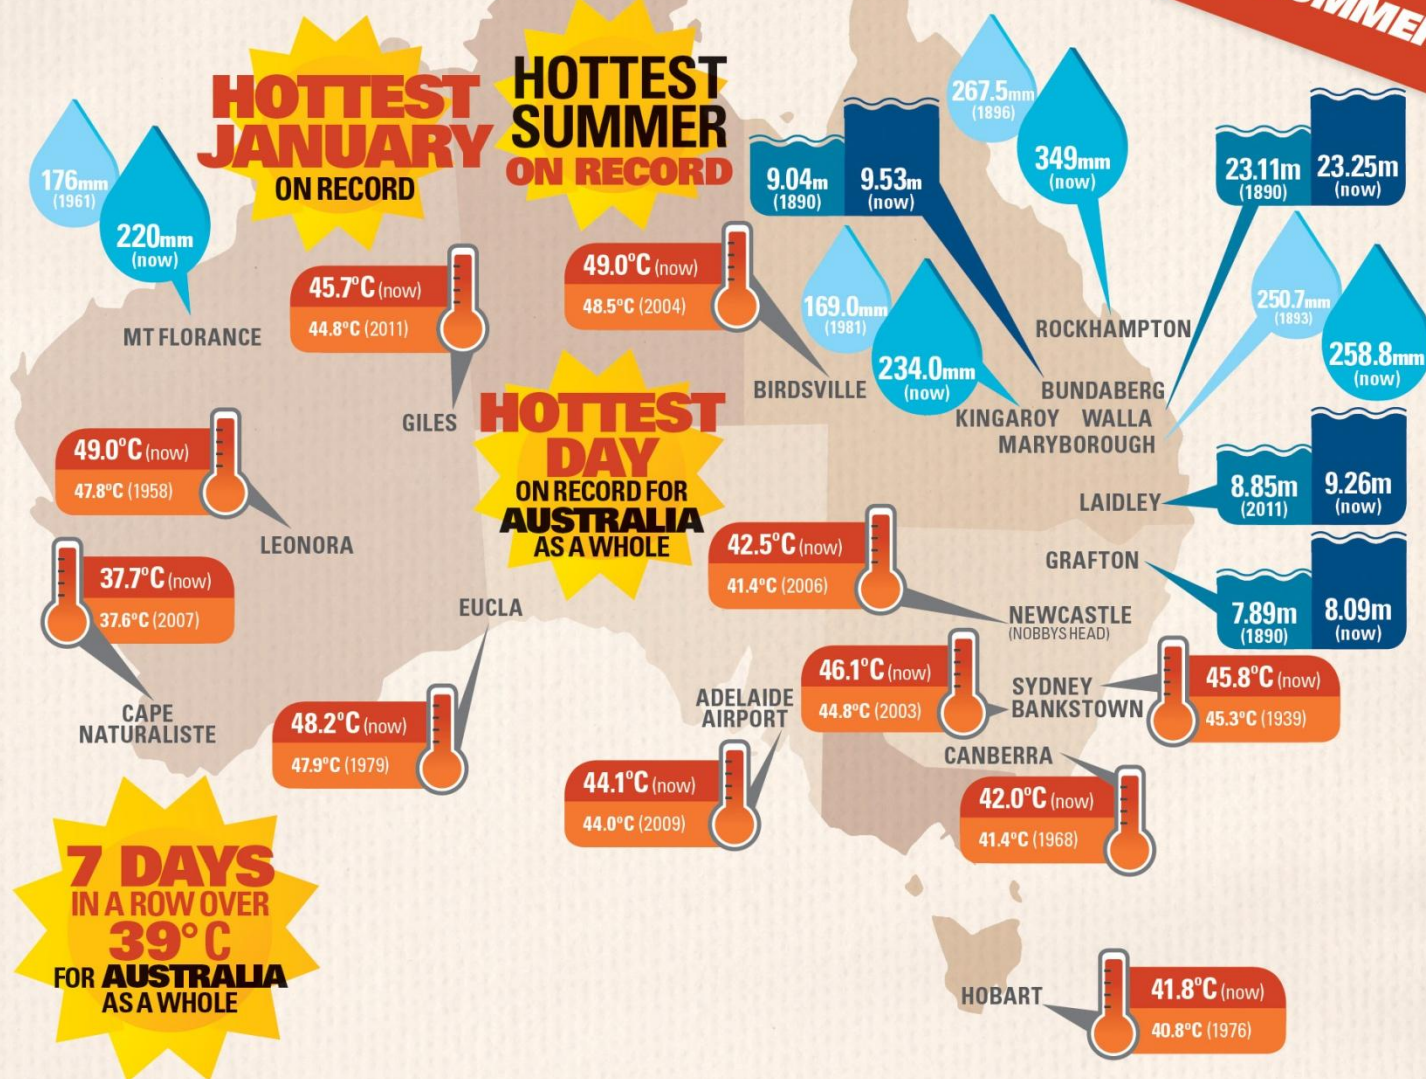 HOTTEST
JANUARY
ON RECORD
HOTTEST
SUMMER
ON RECORD
176mm
(1961)
220mm
(now)
MT FLORANCE
45.7°C (now)
44.8°C (2011)
GILES
49.0°C (now)
48.5°C (2004)
BIRDSVILLE
9.04m
(1890)
9.53m
(now)
BUNDABERG
267.5mm
(1896)
349mm
(now)
ROCKHAMPTON
23.11m
(1890)
23.25m
(now)
WALLA
169.0mm
(1981)
234.0mm
(now)
KINGAROY
250.7mm
(1893)
258.8mm
(now)
MARYBOROUGH
HOTTEST
DAY
ON RECORD FOR
AUSTRALIA
AS A WHOLE
49.0°C (now)
47.8°C (1958)
LEONORA
8.85m
(2011)
9.26m
(now)
LAIDLEY
37.7°C (now)
37.6°C (2007)
CAPE
NATURALISTE
42.5°C (now)
41.4°C (2006)
NEWCASTLE
(NOBBYS HEAD)
GRAFTON
7.89m
(1890)
8.09m
(now)
EUCLA
48.2°C (now)
47.9°C (1979)
ADELAIDE
AIRPORT
44.1°C (now)
44.0°C (2009)
46.1°C (now)
44.8°C (2003)
SYDNEY
BANKSTOWN
45.8°C (now)
45.3°C (1939)
CANBERRA
42.0°C (now)
41.4°C (1968)
7 DAYS
IN A ROW OVER
39°C
FOR AUSTRALIA
AS A WHOLE
HOBART
41.8°C (now)
40.8°C (1976)